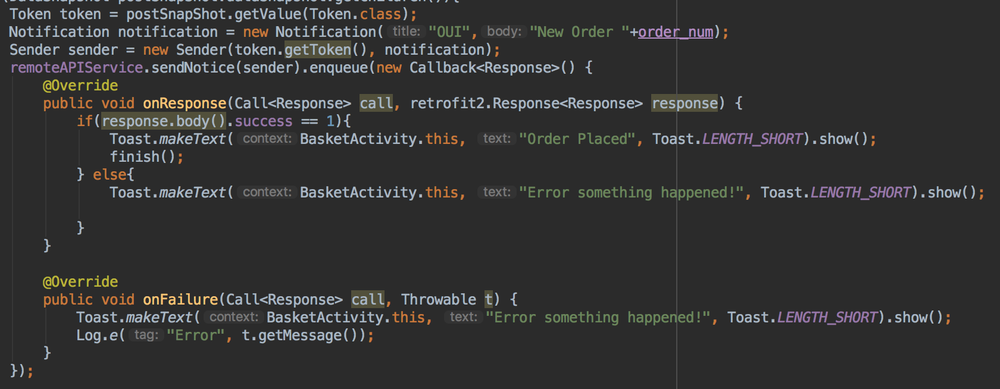 (DataSnapshot postSnapShot:dataSnapshot.getChildren()){
Token token = postSnapShot.getValue(Token.class);
Notification notification = new Notification( title: "OUI", body: "New Order "+order_num);
Sender sender = new Sender(token.getToken(), notification);
remoteAPIService.sendNotice(sender).enqueue(new Callback<Response>() {
@Override
public void onResponse(Call<Response> call, retrofit2.Response<Response> response) {
if(response.body().success == 1){
Toast.makeText( context: BasketActivity.this, text: "Order Placed", Toast.LENGTH_SHORT).show();
finish();
} else{
Toast.makeText( context: BasketActivity.this, text: "Error something happened!", Toast.LENGTH_SHORT).show();
}
}
@Override
public void onFailure(Call<Response> call, Throwable t) {
Toast.makeText( context: BasketActivity.this, text: "Error something happened!", Toast.LENGTH_SHORT).show();
Log.e( tag: "Error", t.getMessage());
}
});